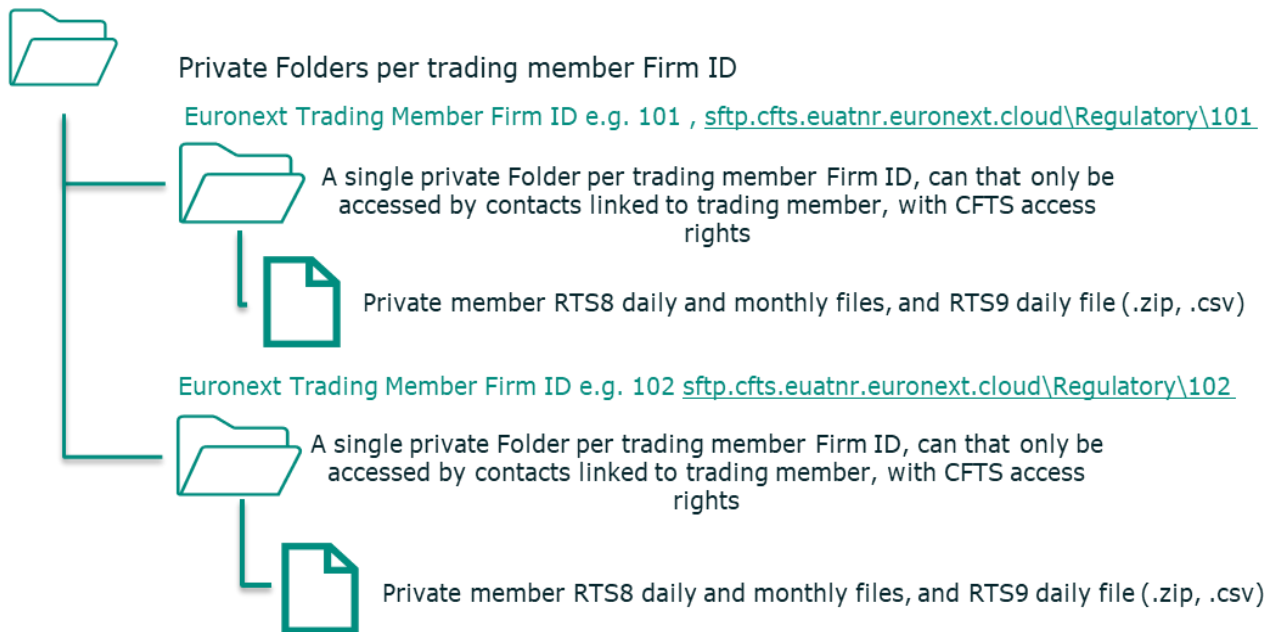 Private Folders per trading member Firm ID
Euronext Trading Member Firm ID e.g. 101 , sftp.cfts.euatnr.euronext.cloud\Regulatory\101
A single private Folder per trading member Firm ID, can that only be
accessed by contacts linked to trading member, with CFTS access
rights
Private member RTS8 daily and monthly files, and RTS9 daily file (.zip, .csv)
Euronext Trading Member Firm ID e.g. 102 sftp.cfts.euatnr.euronext.cloud\Regulatory\102
A single private Folder per trading member Firm ID, can that only be
accessed by contacts linked to trading member, with CFTS access
rights
Private member RTS8 daily and monthly files, and RTS9 daily file (.zip, .csv)